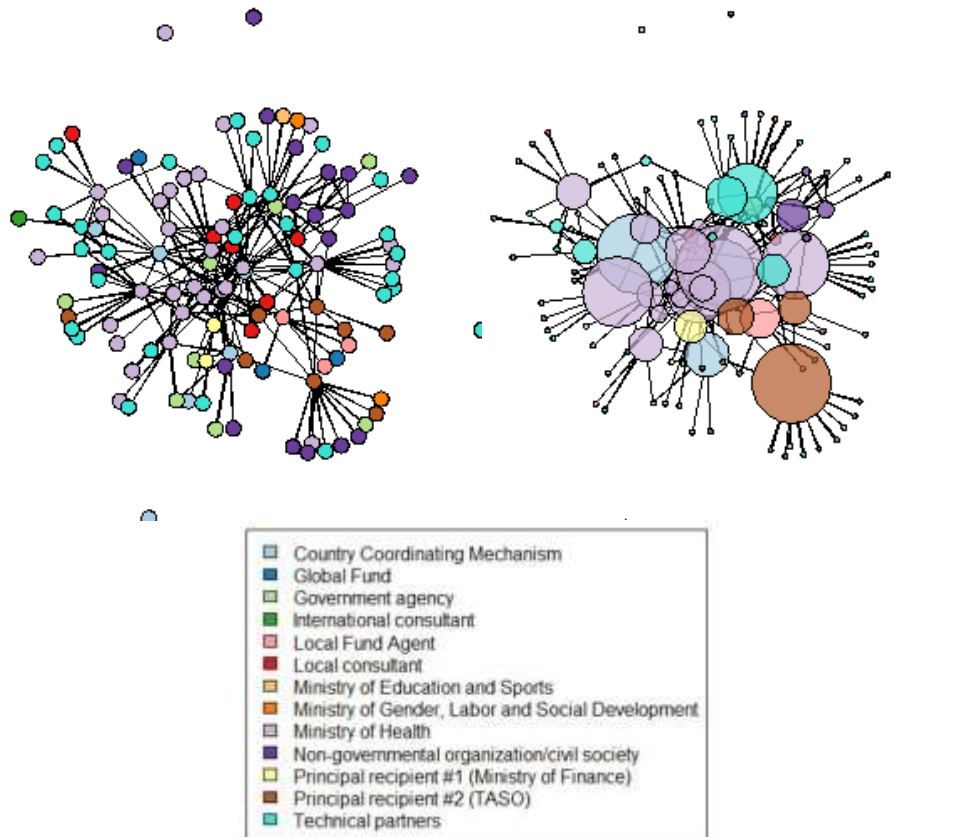 Country Coordinating Mechanism
Global Fund
Government agency
International consultant
Local Fund Agent
Local consultant
Ministry of Education and Sports
Ministry of Gender, Labor and Social Development
Ministry of Health
Non-governmental organization/civil society
Principal recipient #1 (Ministry of Finance)
Principal recipient #2 (TASO)
Technical partners